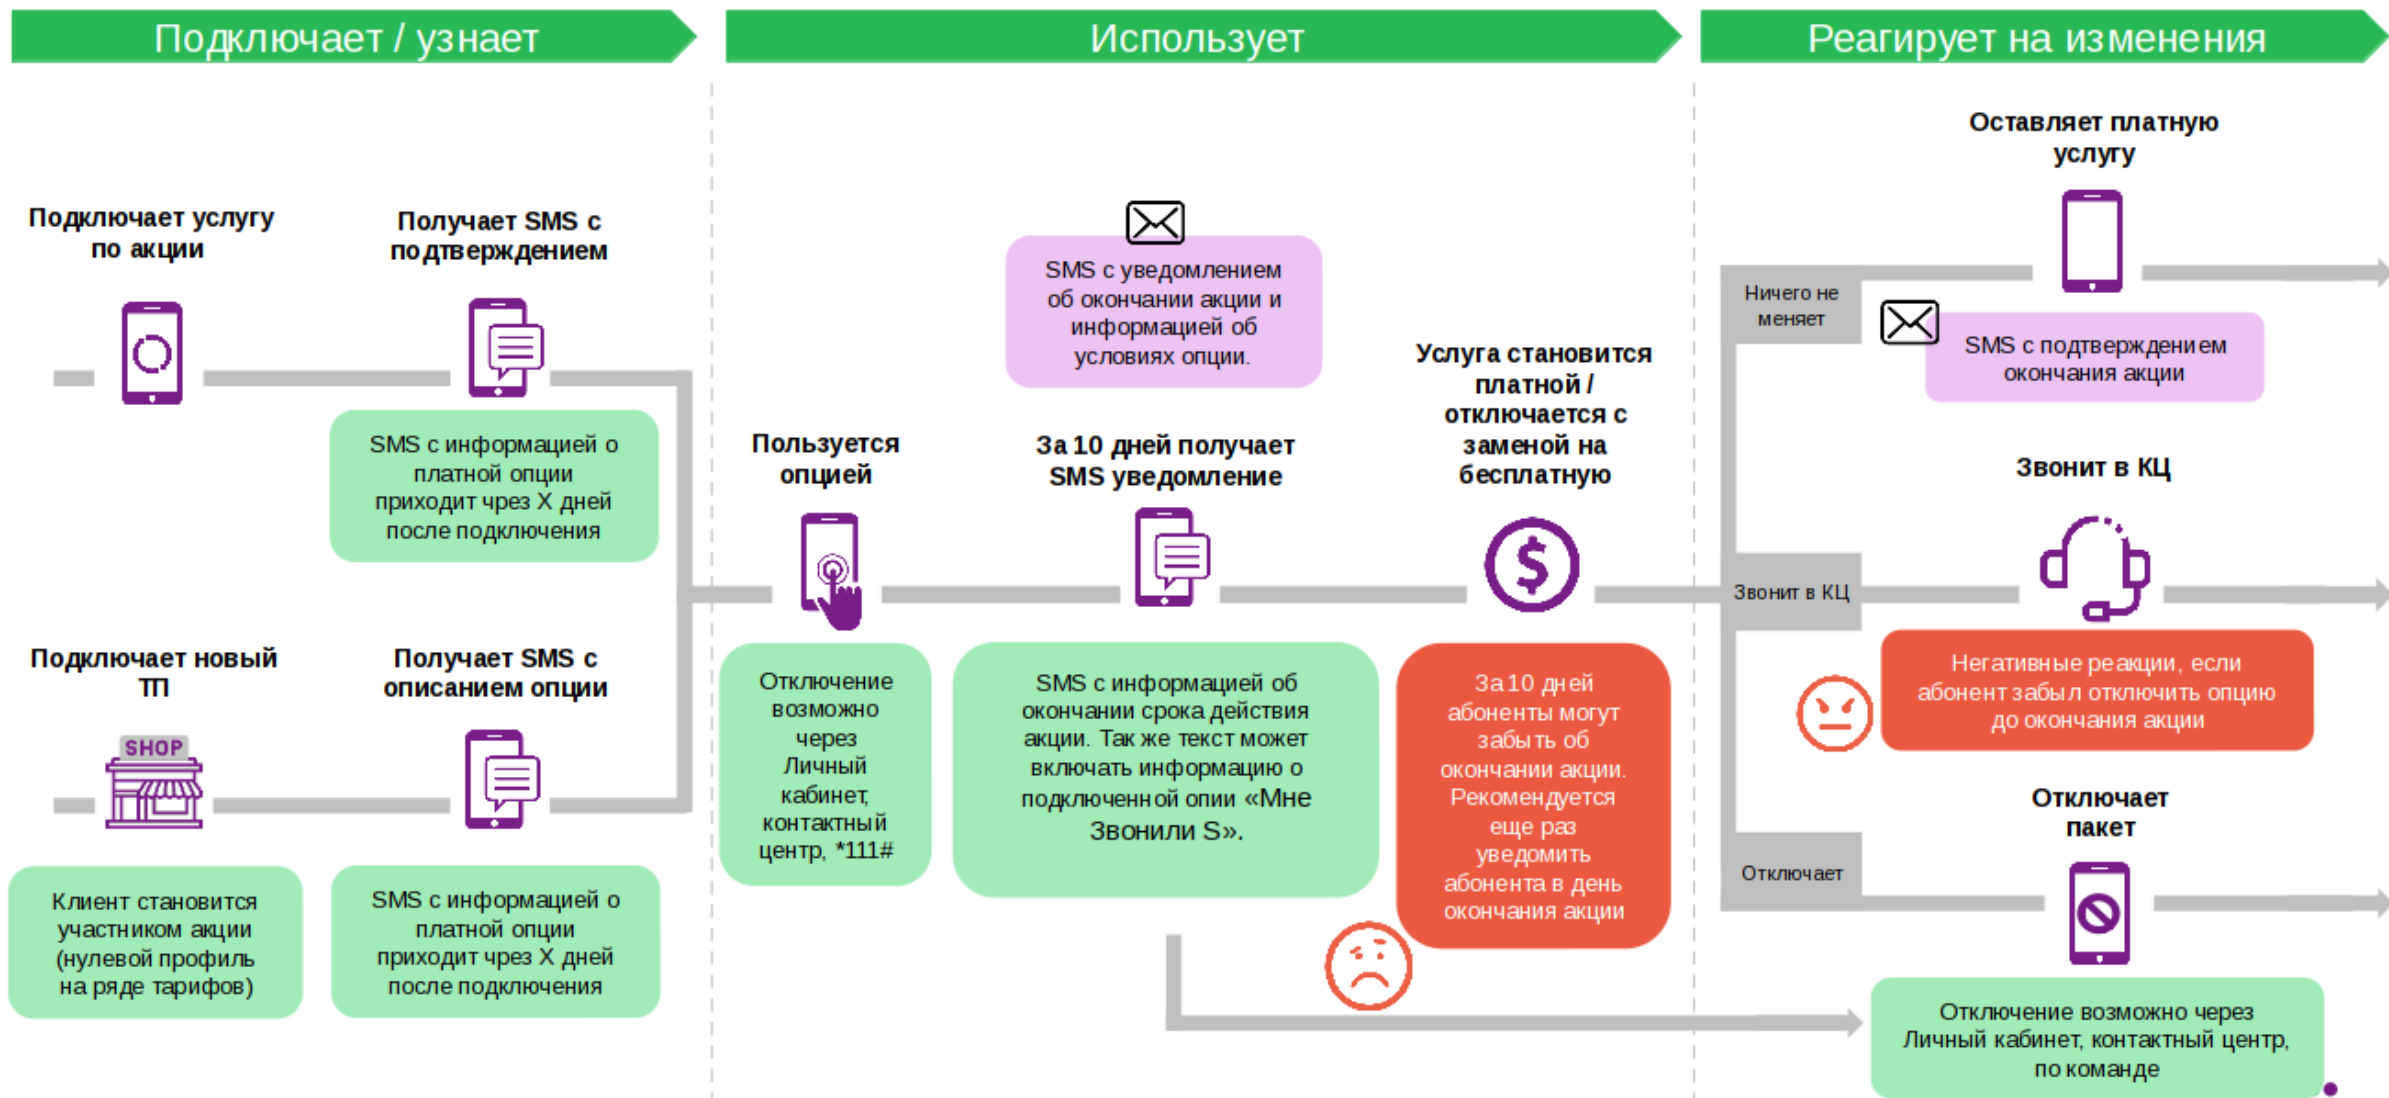 Подключает / узнает
Использует
Реагирует на изменения
Подключает услугу
по акции
Получает SMS с
подтверждением
SMS с информацией о
платной опции
приходит чрез X дней
после подключения
Подключает новый
ТП
SHOP
Клиент становится
участником акции
(нулевой профиль
на ряде тарифов)
Получает SMS с
описанием опции
SMS с информацией о
платной опции
приходит чрез X дней
после подключения
Пользуется
опцией
Отключение
возможно
через
Личный
кабинет,
контактный
центр, *111#
SMS с уведомлением
об окончании акции и
информацией об
условиях опции.
За 10 дней получает
SMS уведомление
SMS с информацией об
окончании срока действия
акции. Так же текст может
включать информацию о
подключенной опии «Мне
Звонили S».
Услуга становится
платной /
отключается с
заменой на
бесплатную
$
За 10 дней
абоненты могут
забыть об
окончании акции.
Рекомендуется
еще раз
уведомить
абонента в день
окончания акции
Ничего не
меняет
Оставляет платную
услугу
SMS с подтверждением
окончания акции
Звонит в КЦ
Звонит в КЦ
Негативные реакции, если
абонент забыл отключить опцию
до окончания акции
Отключает
Отключает
пакет
Отключение возможно через
Личный кабинет, контактный центр,
по команде